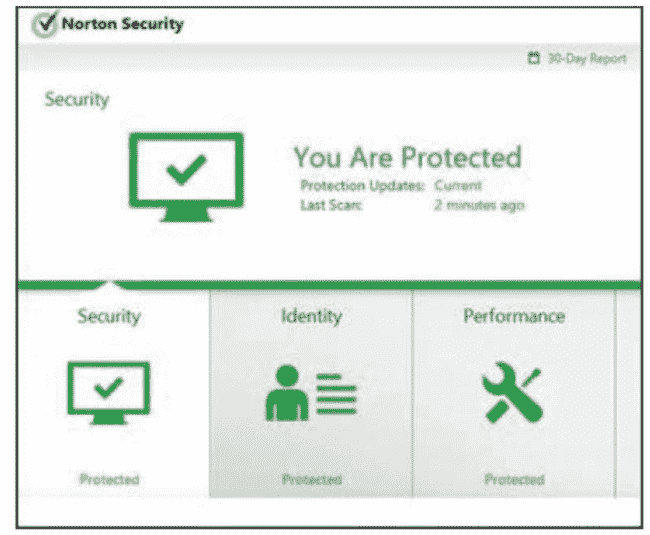 Norton Security
30-Day Report
Security
You Are Protected
Protection Updates: Current
Last Scan: 2 minutes ago
Security
Identity
Performance
Protected
Protected
Protected